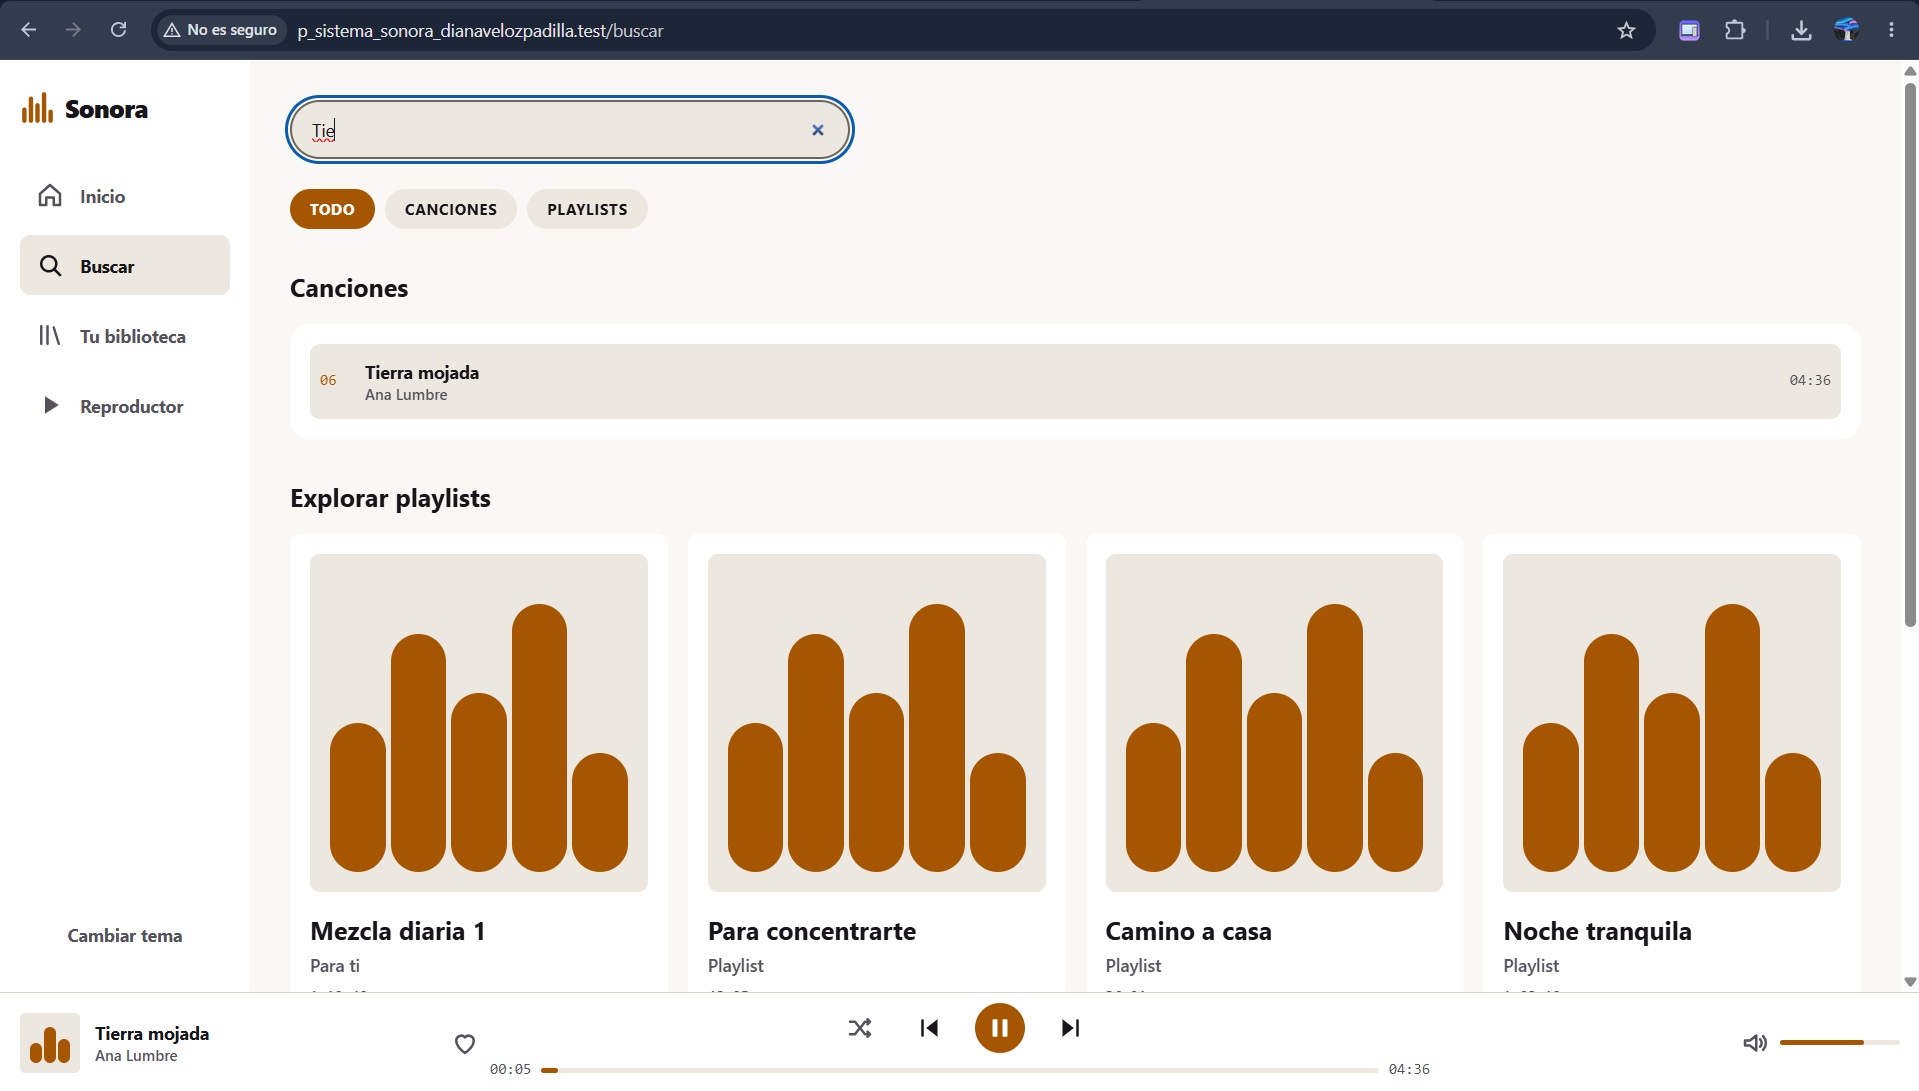 No es seguro
p_sistema_sonora_dianavelozpadilla.test/buscar
Sonora
Inicio
Buscar
Tu biblioteca
Reproductor
Cambiar tema
Tie
TODO
CANCIONES
PLAYLISTS
Canciones
06
Tierra mojada
Ana Lumbre
04:36
Explorar playlists
Mezcla diaria 1
Para ti
Para concentrarte
Playlist
Camino a casa
Playlist
Noche tranquila
Playlist
Tierra mojada
Ana Lumbre
00:05
04:36